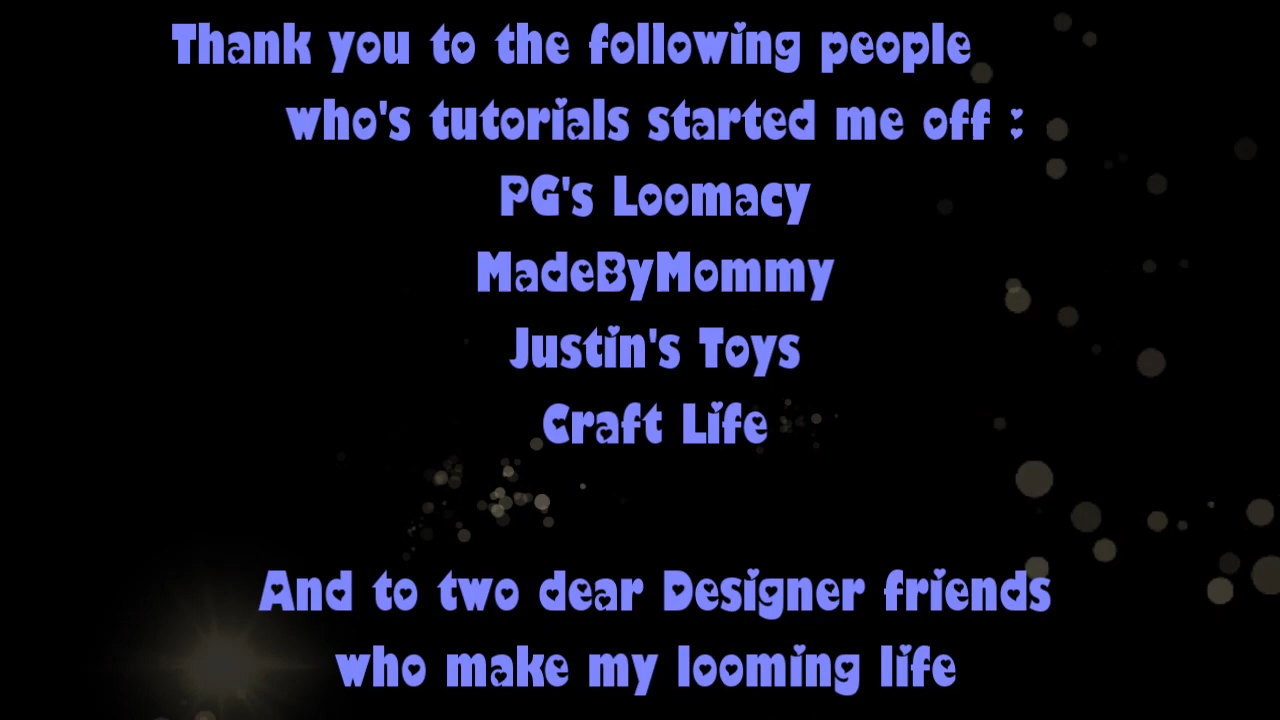 Thank you to the following people
who's tutorials started me off :
PG's Loomacy
MadeByMommy
Justin's Toys
Craft Life
And to two dear Designer friends
who make my looming life